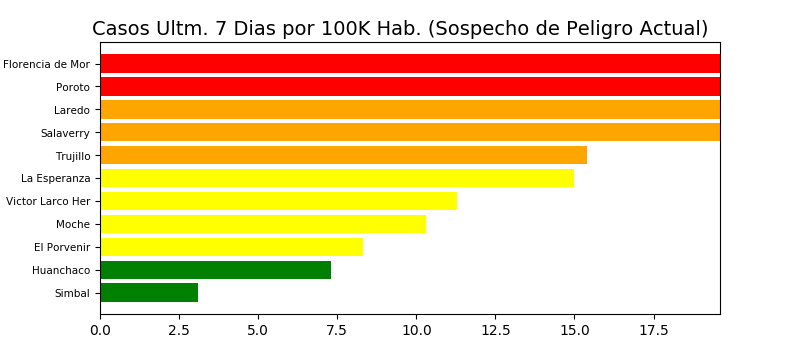 Casos Ultm. 7 Dias por 100K Hab. (Sospecho de Peligro Actual)
Florencia de Mor
Poroto
Laredo
Salaverry
Trujillo
La Esperanza
Victor Larco Her
Moche
El Porvenir
Huanchaco
Simbal
0.0 2.5 5.0 7.5 10.0 12.5 15.0 17.5